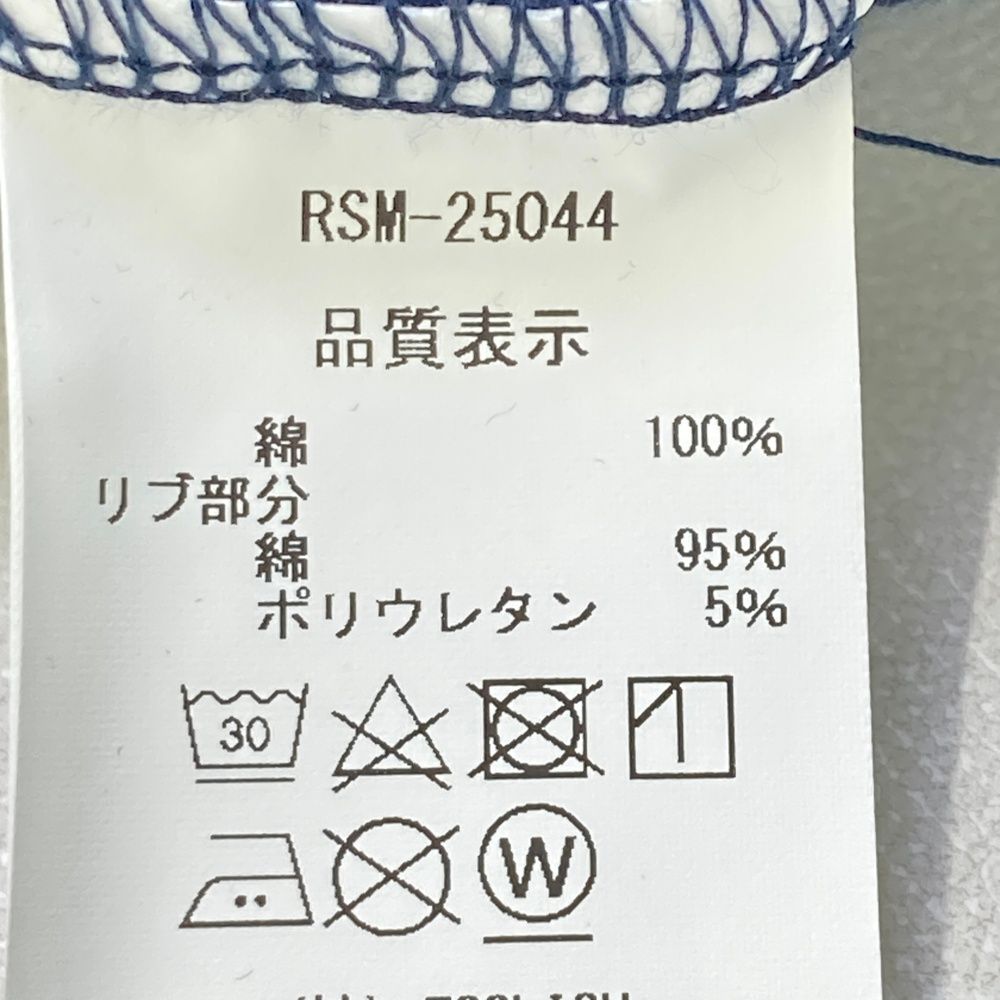 RSM-25044
品質表示
綿 100%
リブ部分
綿 95%
ポリウレタン 5%
30
W